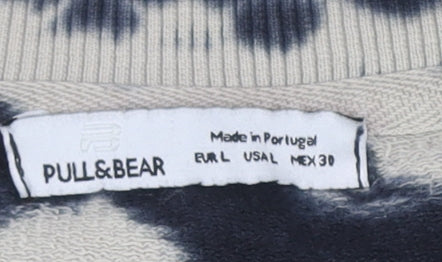 Made in Portugal
EUR L USA L MEX 30
PULL&BEAR